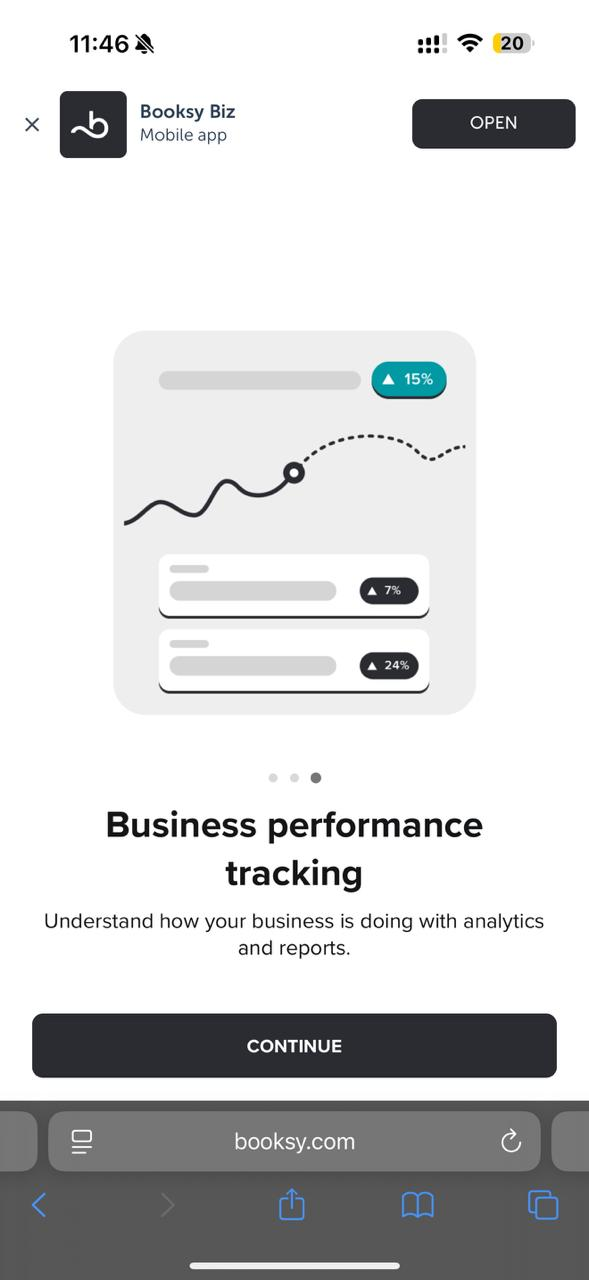 11:46
20
Booksy Biz
Mobile app
OPEN
15%
7%
24%
Business performance
tracking
Understand how your business is doing with analytics
and reports.
CONTINUE
booksy.com